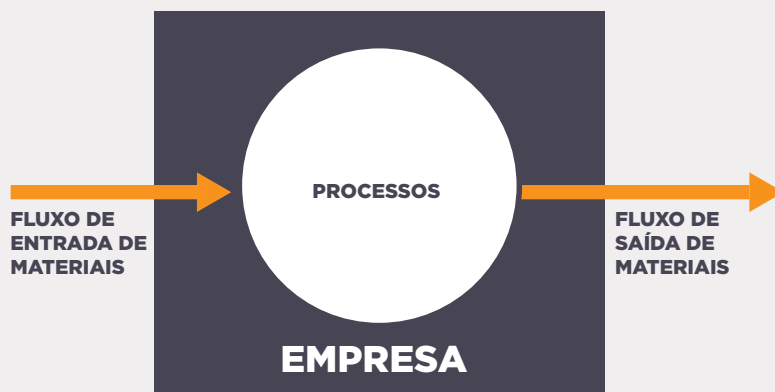 PROCESSOS
FLUXO DE
ENTRADA DE
MATERIAIS
FLUXO DE
SAÍDA DE
MATERIAIS
EMPRESA